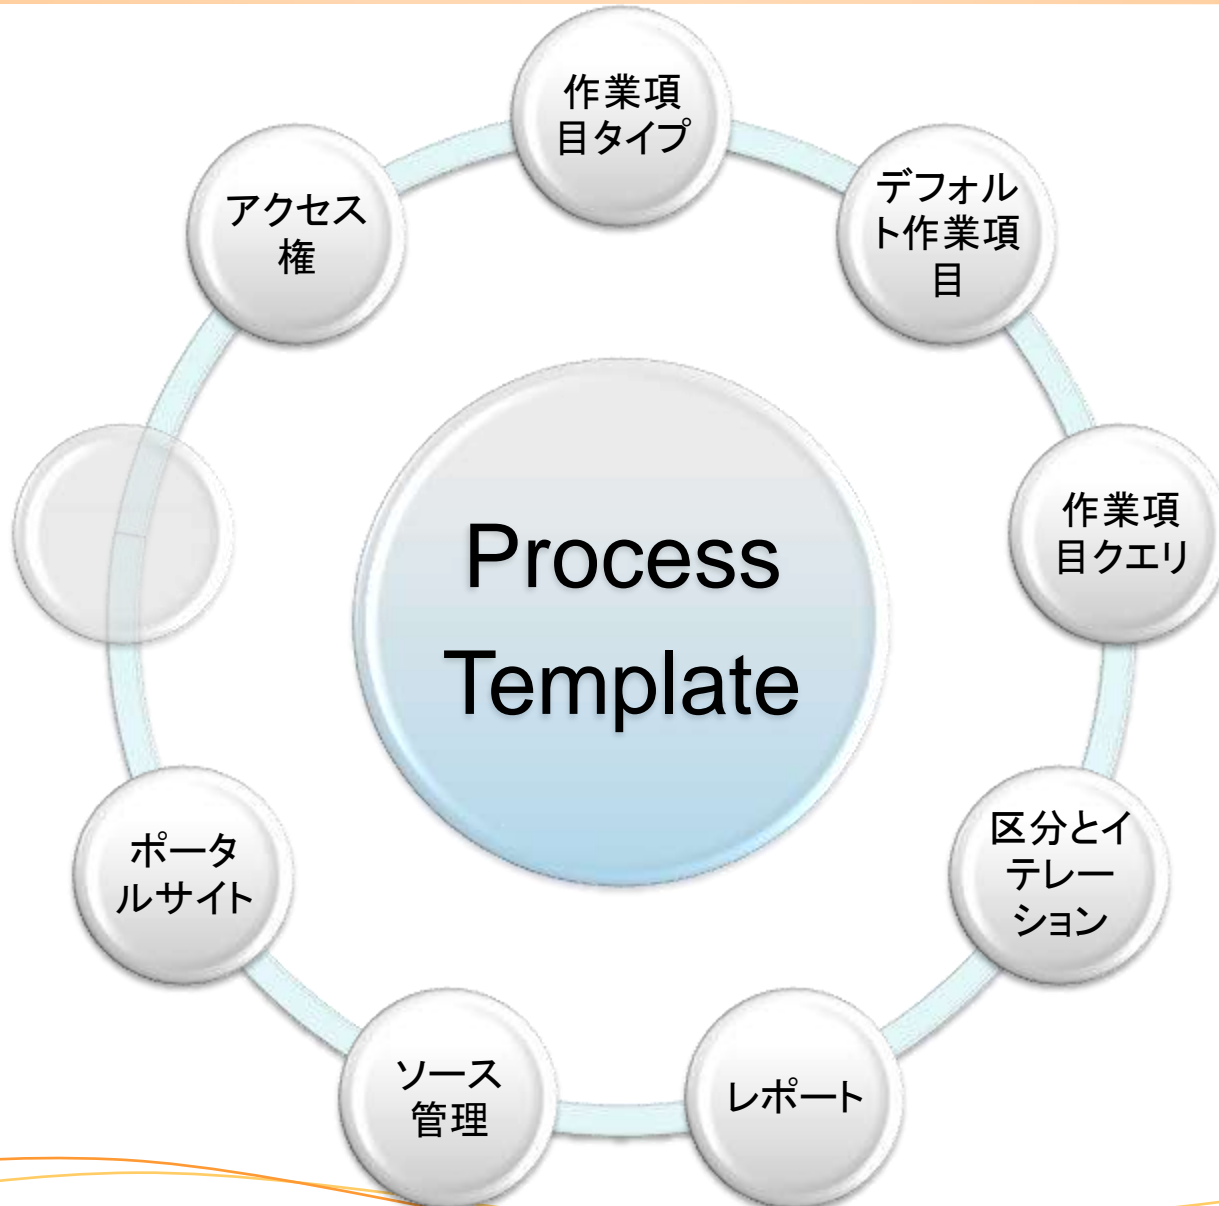 作業項
目タイプ
デフォル
ト作業項
目
アクセス
権
作業項
目クエリ
Process
Template
区分とイ
テレー
ション
ポータ
ルサイト
ソース
管理
レポート